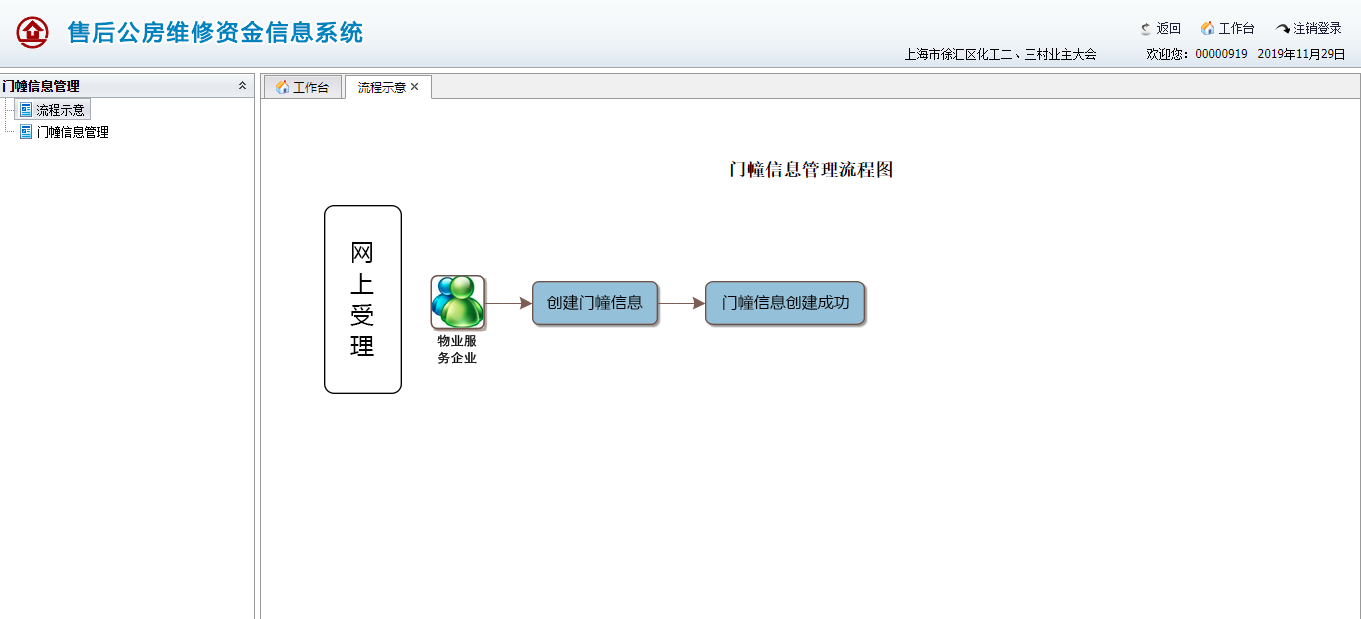 售后公房维修资金信息系统
返回 工作台 注销登录
上海市徐汇区化工二、三村业主大会 欢迎您：00000919 2019年11月29日
门幢信息管理
流程示意
门幢信息管理
工作台 流程示意
门幢信息管理流程图
网
上
受
理
物业服
务企业
创建门幢信息
门幢信息创建成功